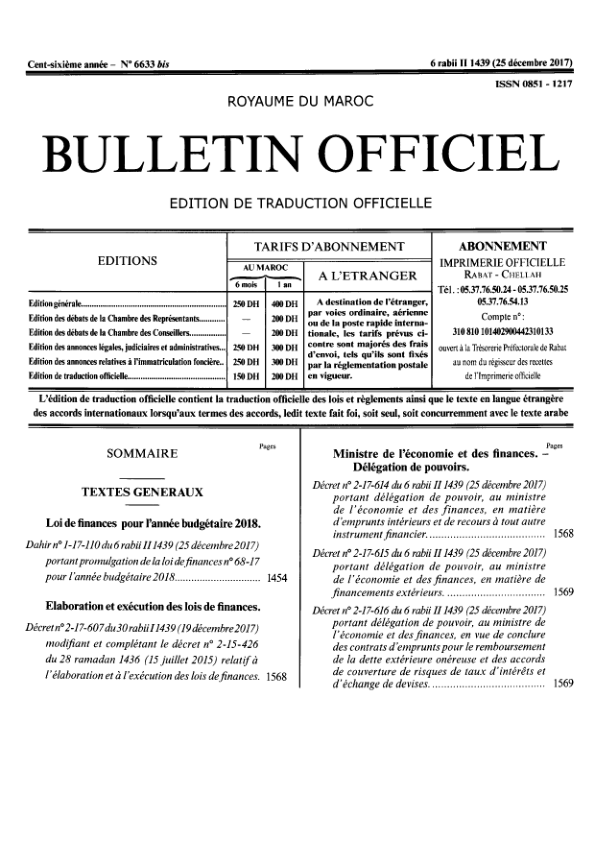 Cent-sixième année – N° 6633 bis
6 rabii II 1439 (25 décembre 2017)
ISSN 0851 - 1217
ROYAUME DU MAROC
BULLETIN OFFICIEL
EDITION DE TRADUCTION OFFICIELLE
EDITIONS
TARIFS D'ABONNEMENT
AU MAROC
6 mois
1 an
A L'ETRANGER
Edition générale............................................................ 250 DH 400 DH
Edition des débats de la Chambre des Représentants............ — 200 DH
Edition des débats de la Chambre des Conseillers................ — 200 DH
Edition des annonces légales, judiciaires et administratives... 250 DH 300 DH
Edition des annonces relatives à l'immatriculation foncière.. 250 DH 300 DH
Edition de traduction officielle........................................ 150 DH 200 DH
A destination de l'étranger,
par voies ordinaire, aérienne
ou de la poste rapide interna-
tionale, les tarifs prévus ci-
contre sont majorés des frais
d'envoi, tels qu'ils sont fixés
par la réglementation postale
en vigueur.
ABONNEMENT
IMPRIMERIE OFFICIELLE
RABAT - CHELLAH
Tél. : 05.37.76.50.24 - 05.37.76.50.25
05.37.76.54.13
Compte n° :
310 810 1014029004423101 33
ouvert à la Trésorerie Préfectorale de Rabat
au nom du régisseur des recettes
de l'Imprimerie officielle
L'édition de traduction officielle contient la traduction officielle des lois et règlements ainsi que le texte en langue étrangère
des accords internationaux lorsqu'aux termes des accords, ledit texte fait foi, soit seul, soit concurremment avec le texte arabe
SOMMAIRE
Pages
TEXTES GENERAUX
Loi de finances pour l'année budgétaire 2018.
Dahir n° 1-17-110 du 6 rabii II 1439 (25 décembre 2017)
portant promulgation de la loi de finances n° 68-17
pour l'année budgétaire 2018............................ 1454
Elaboration et exécution des lois de finances.
Décret n° 2-17-607 du 30 rabii I 1439 (19 décembre 2017)
modifiant et complétant le décret n° 2-15-426
du 28 ramadan 1436 (15 juillet 2015) relatif à
l'élaboration et à l'exécution des lois de finances. 1568
Pages
Ministre de l'économie et des finances. –
Délégation de pouvoirs.
Décret n° 2-17-614 du 6 rabii II 1439 (25 décembre 2017)
portant délégation de pouvoir, au ministre
de l'économie et des finances, en matière
d'emprunts intérieurs et de recours à tout autre
instrument financier....................................... 1568
Décret n° 2-17-615 du 6 rabii II 1439 (25 décembre 2017)
portant délégation de pouvoir, au ministre
de l'économie et des finances, en matière de
financements extérieurs. ................................. 1569
Décret n° 2-17-616 du 6 rabii II 1439 (25 décembre 2017)
portant délégation de pouvoir, au ministre de
l'économie et des finances, en vue de conclure
des contrats d'emprunts pour le remboursement
de la dette extérieure onéreuse et des accords
de couverture de risques de taux d'intérêts et
d'échange de devises...................................... 1569